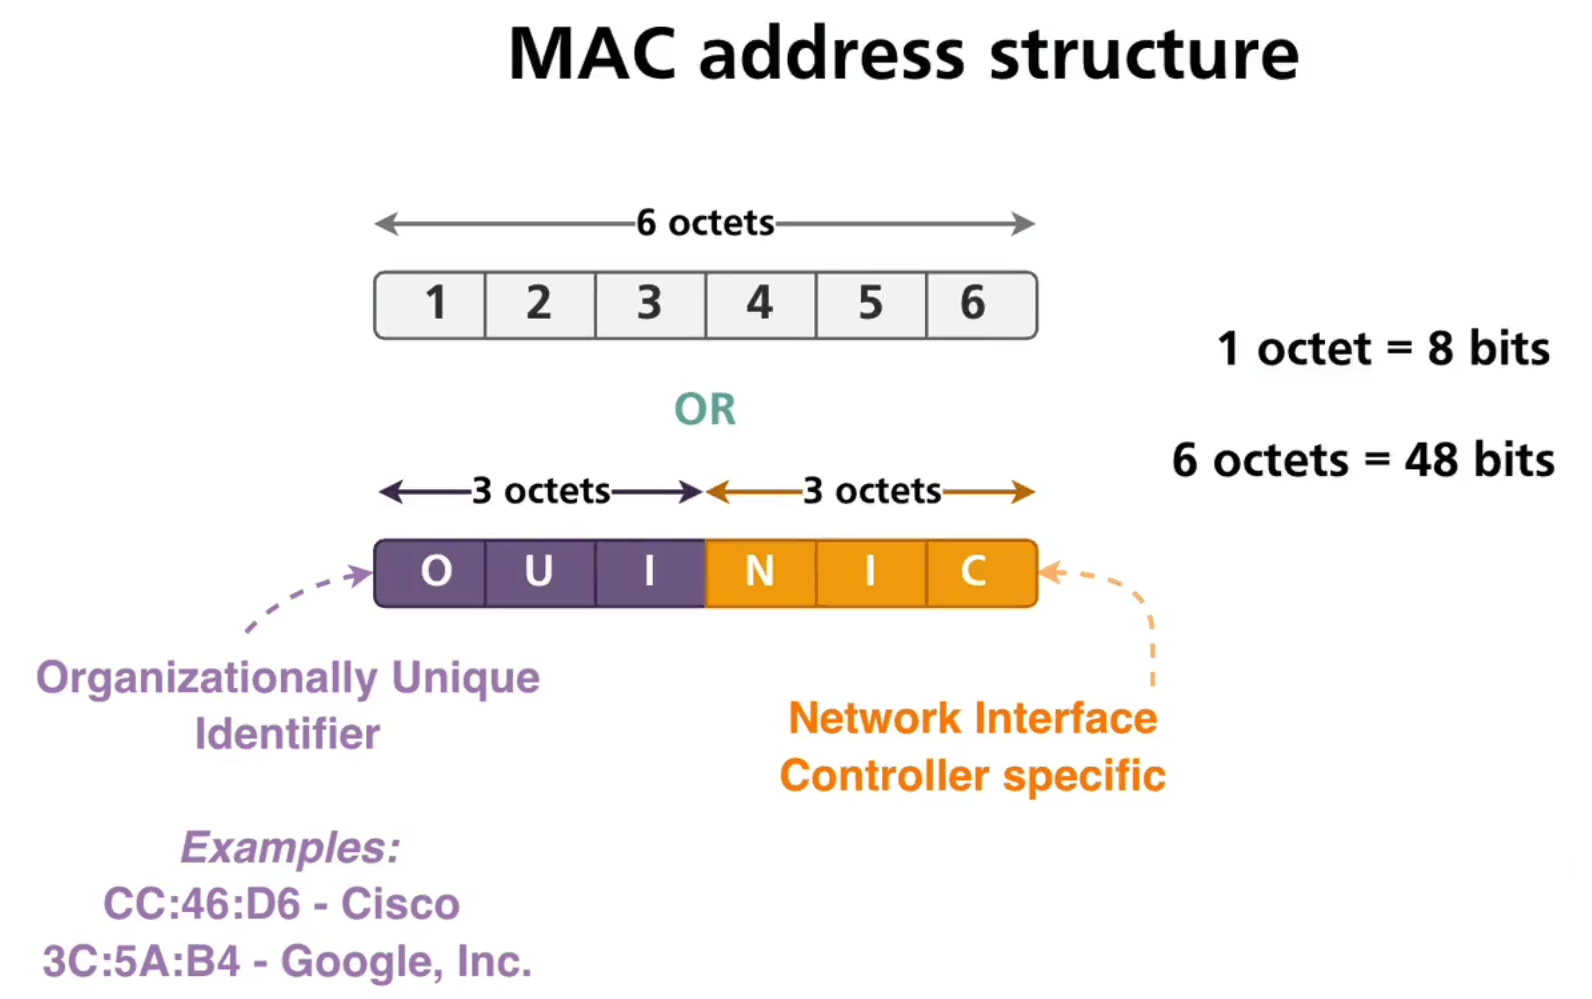 MAC address structure
6 octets
1 2 3 4 5 6
1 octet = 8 bits
OR
6 octets = 48 bits
3 octets 3 octets
O U I N I C
Organizationally Unique
Identifier
Network Interface
Controller specific
Examples:
CC:46:D6 - Cisco
3C:5A:B4 - Google, Inc.